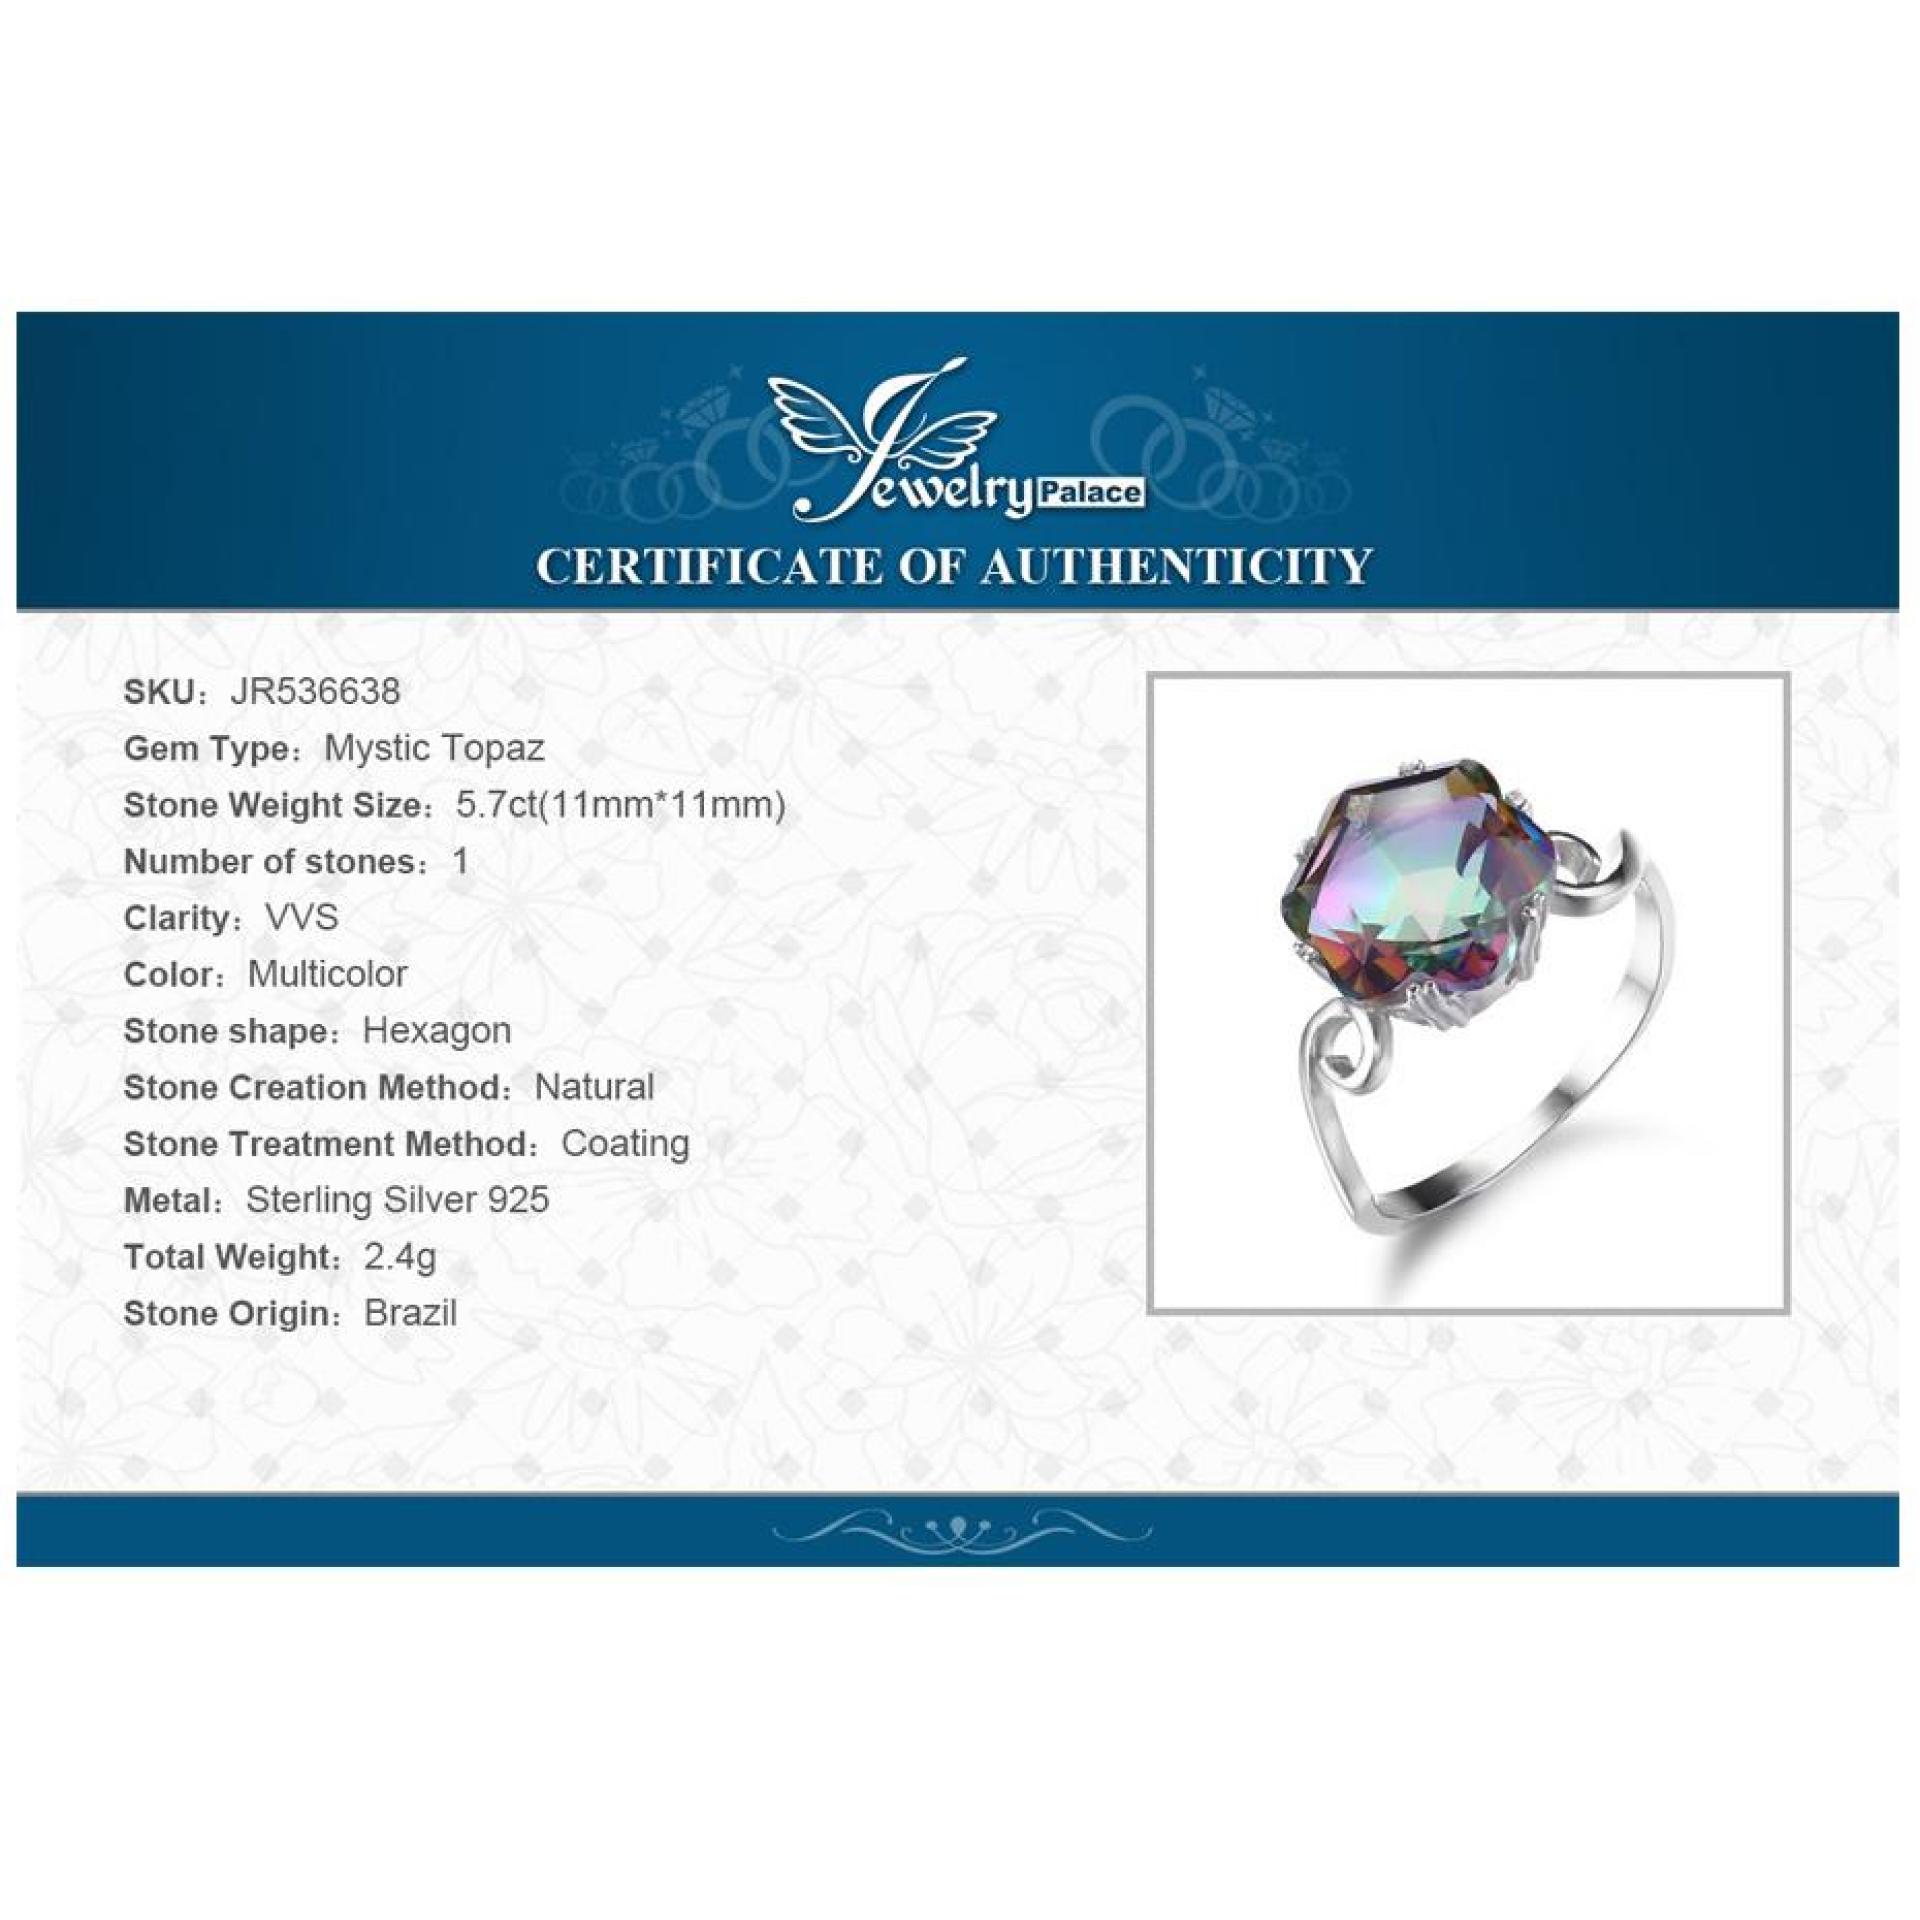 Jewelry Palace
CERTIFICATE OF AUTHENTICITY
SKU：JR536638
Gem Type：Mystic Topaz
Stone Weight Size：5.7ct(11mm*11mm)
Number of stones：1
Clarity：VVS
Color：Multicolor
Stone shape：Hexagon
Stone Creation Method：Natural
Stone Treatment Method：Coating
Metal：Sterling Silver 925
Total Weight：2.4g
Stone Origin：Brazil